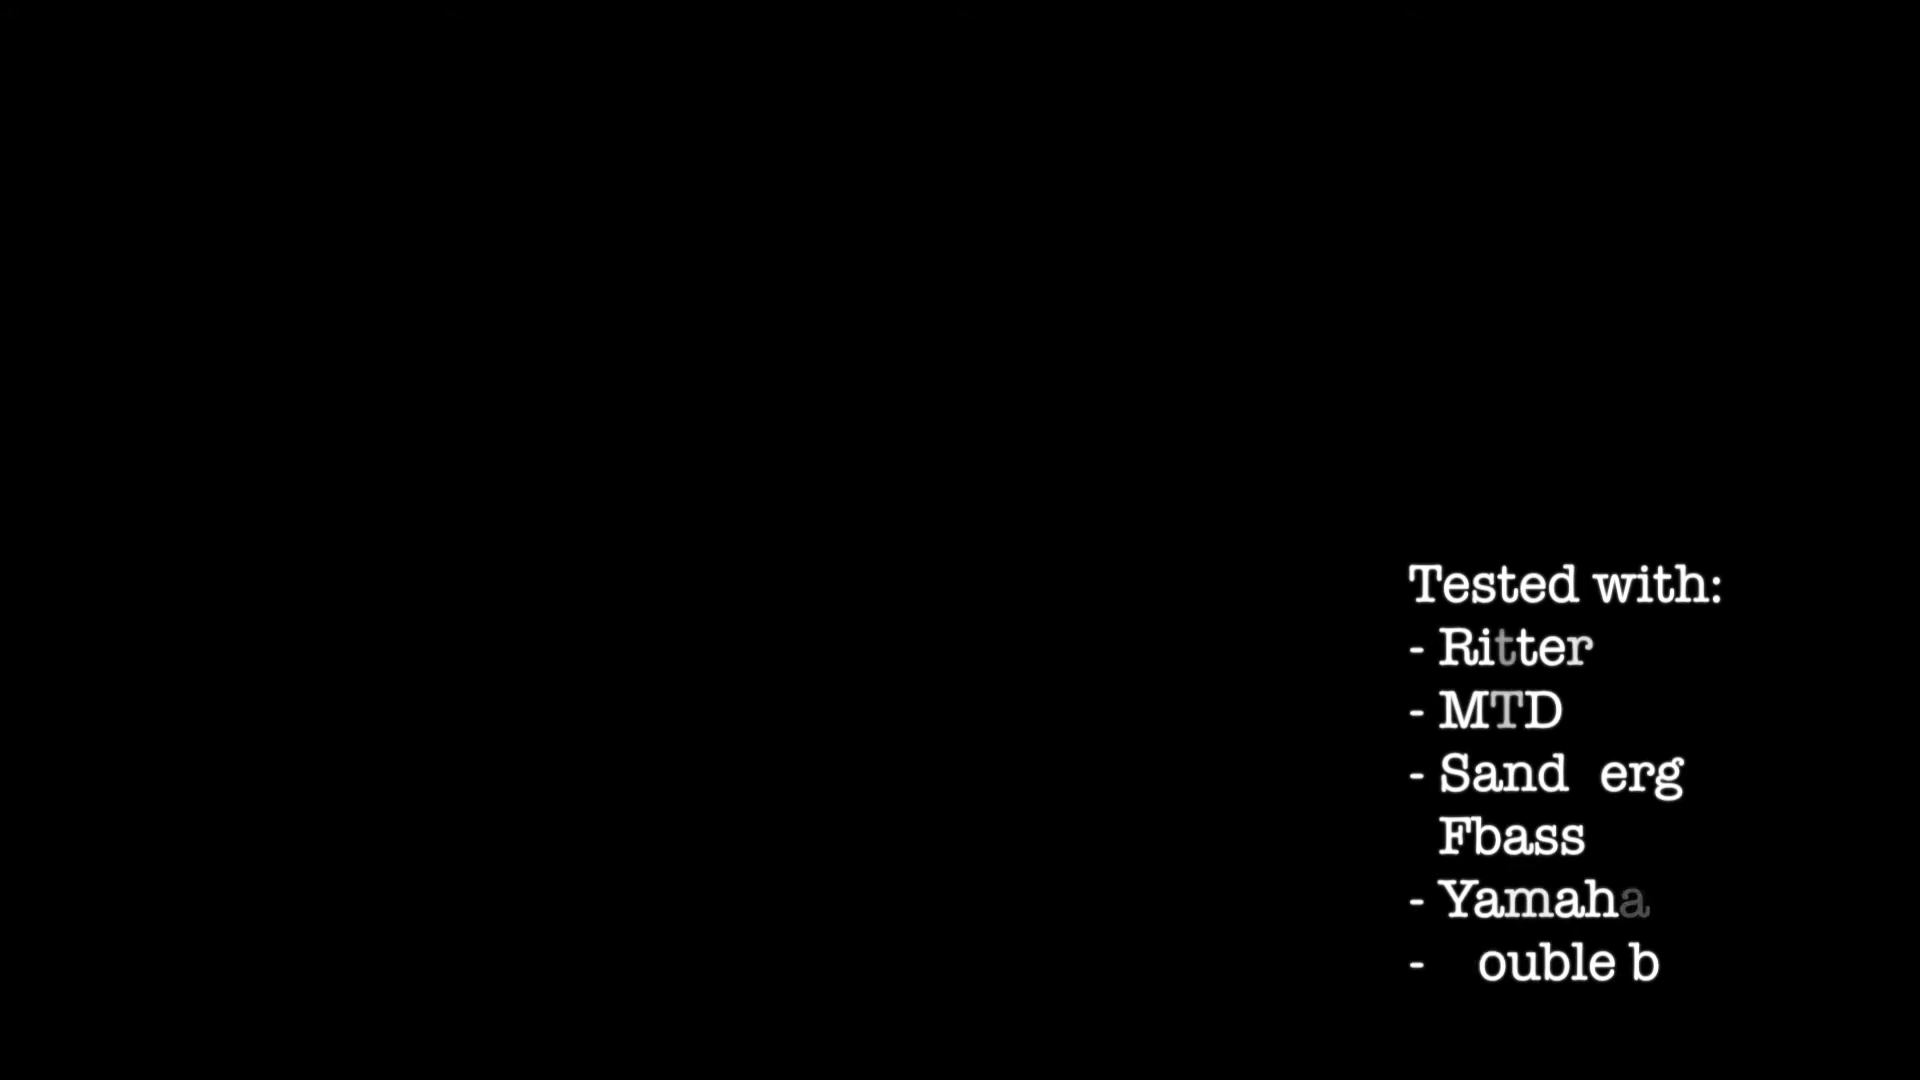 Tested with:
- Ritter
- MTD
- Sand erg
Fbass
- Yamaha
- ouble b